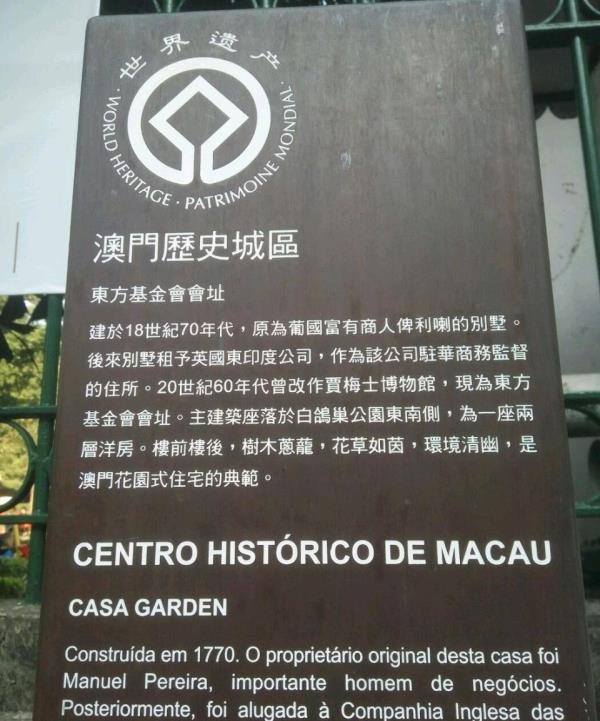 世界遗产
· WORLD HERITAGE · PATRIMOINE MONDIAL ·
澳門歷史城區
東方基金會會址
建於18世紀70年代，原為葡國富有商人俾利喇的別墅。
後來別墅租予英國東印度公司，作為該公司駐華商務監督
的住所。20世紀60年代曾改作賈梅士博物館，現為東方
基金會會址。主建築座落於白鴿巢公園東南側，為一座兩
層洋房。樓前樓後，樹木蔥蘢，花草如茵，環境清幽，是
澳門花園式住宅的典範。
CENTRO HISTÓRICO DE MACAU
CASA GARDEN
Construída em 1770. O proprietário original desta casa foi
Manuel Pereira, importante homem de negócios.
Posteriormente, foi alugada à Companhia Inglesa das